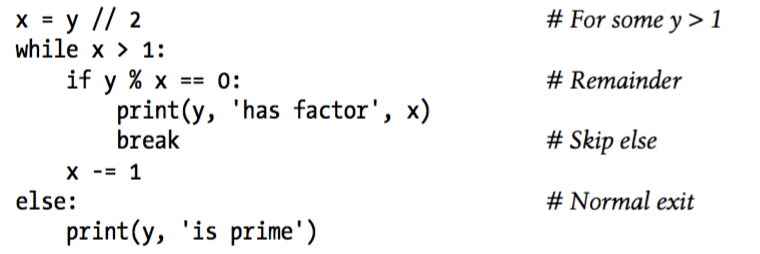 x = y // 2                          # For some y > 1
while x > 1:
    if y % x == 0:                  # Remainder
        print(y, 'has factor', x)
        break                       # Skip else
    x -= 1
else:                               # Normal exit
    print(y, 'is prime')